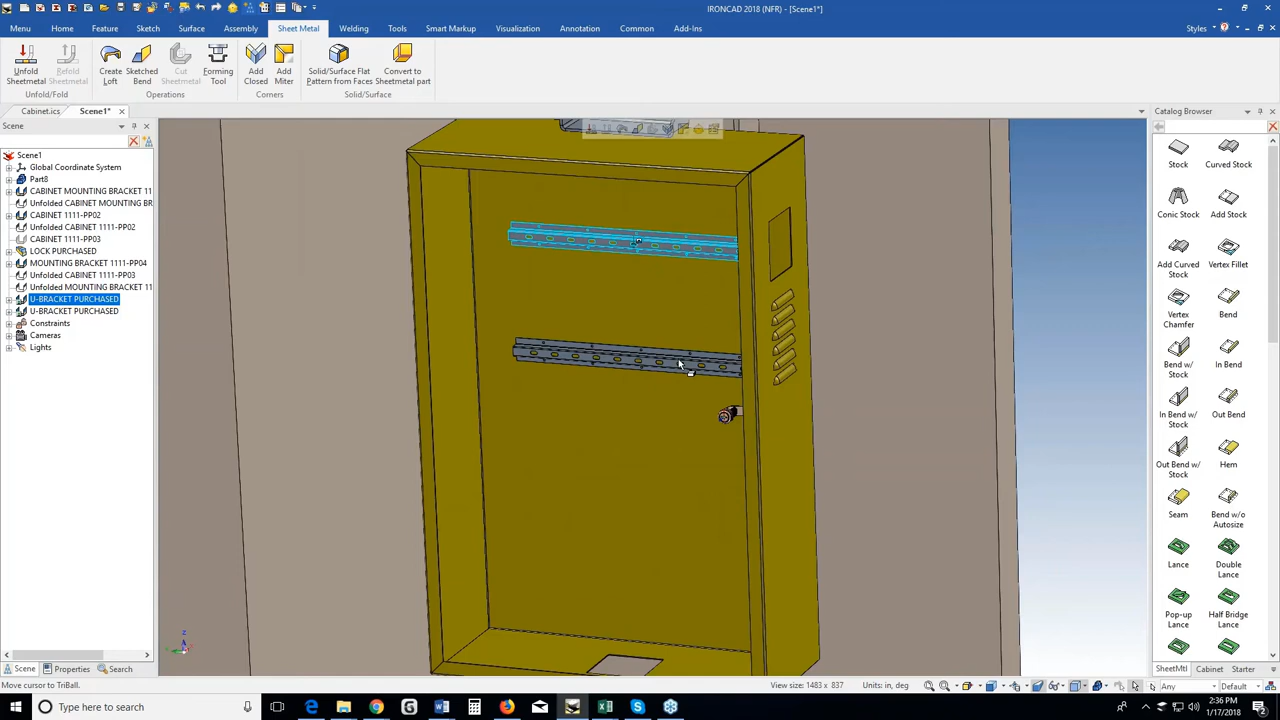 IRONCAD 2018 (NFR) - [Scene1*]
Menu Home Feature Sketch Surface Assembly Sheet Metal Welding Tools Smart Markup Visualization Annotation Common Add-Ins Styles
Unfold Sheetmetal
Refold Sheetmetal
Create Loft
Sketched Bend
Cut Sheetmetal
Forming Tool
Add Closed
Add Miter
Solid/Surface Flat Pattern from Faces
Convert to Sheetmetal part
Unfold/Fold Operations Corners Solid/Surface
Cabinet.ics Scene1*
Scene
Scene1
Global Coordinate System
Part8
CABINET MOUNTING BRACKET 11
Unfolded CABINET MOUNTING BR
CABINET 1111-PP02
Unfolded CABINET 1111-PP02
CABINET 1111-PP03
LOCK PURCHASED
MOUNTING BRACKET 1111-PP04
Unfolded CABINET 1111-PP03
Unfolded MOUNTING BRACKET 11
U-BRACKET PURCHASED
U-BRACKET PURCHASED
Constraints
Cameras
Lights
Z
Catalog Browser
Stock
Curved Stock
Conic Stock
Add Stock
Add Curved Stock
Vertex Fillet
Vertex Chamfer
Bend
Bend w/ Stock
In Bend
In Bend w/ Stock
Out Bend
Out Bend w/ Stock
Hem
Seam
Bend w/o Autosize
Lance
Double Lance
Pop-up Lance
Half Bridge Lance
Scene Properties Search
SheetMtl Cabinet Starter
Move cursor to TriBall.
View size: 1483 x 837 Units: in, deg
Any Default
Type here to search
2:36 PM
1/17/2018